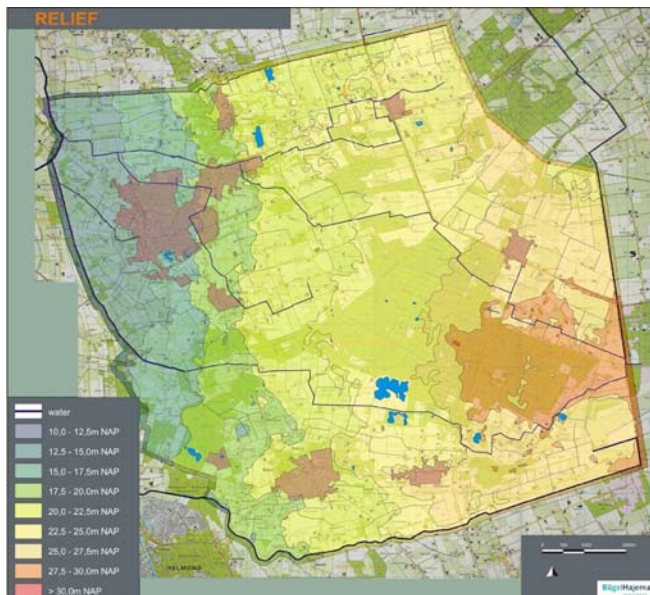 RELIEF
water
10,0 - 12,5m NAP
12,5 - 15,0m NAP
15,0 - 17,5m NAP
17,5 - 20,0m NAP
20,0 - 22,5m NAP
22,5 - 25,0m NAP
25,0 - 27,5m NAP
27,5 - 30,0m NAP
> 30,0m NAP
HELMOND
BügelHajema